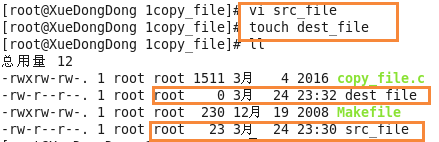 [root@XueDongDong 1copy_file]# vi src_file
[root@XueDongDong 1copy_file]# touch dest_file
[root@XueDongDong 1copy_file]# ll
总用量 12
-rwxrw-rw-. 1 root root 1511 3月   4 2016 copy_file.c
-rw-r--r--. 1 root root    0 3月  24 23:32 dest_file
-rwxrw-rw-. 1 root root  230 12月 19 2008 Makefile
-rw-r--r--. 1 root root   23 3月  24 23:30 src_file